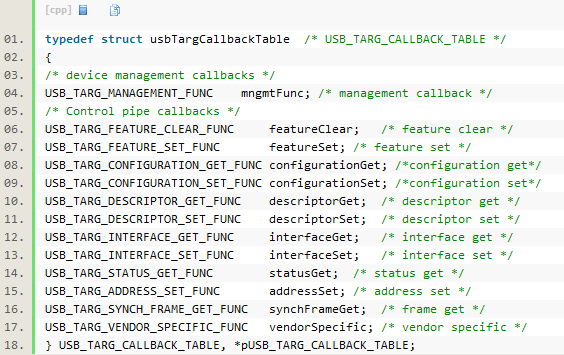 [cpp]
01. typedef struct usbTargCallbackTable  /* USB_TARG_CALLBACK_TABLE */
02. {
03. /* device management callbacks */
04. USB_TARG_MANAGEMENT_FUNC    mngmtFunc; /* management callback */
05. /* Control pipe callbacks */
06. USB_TARG_FEATURE_CLEAR_FUNC     featureClear;   /* feature clear */
07. USB_TARG_FEATURE_SET_FUNC       featureSet; /* feature set */
08. USB_TARG_CONFIGURATION_GET_FUNC configurationGet; /*configuration get*/
09. USB_TARG_CONFIGURATION_SET_FUNC configurationSet; /*configuration set*/
10. USB_TARG_DESCRIPTOR_GET_FUNC    descriptorGet;  /* descriptor get */
11. USB_TARG_DESCRIPTOR_SET_FUNC    descriptorSet;  /* descriptor set */
12. USB_TARG_INTERFACE_GET_FUNC     interfaceGet;   /* interface get */
13. USB_TARG_INTERFACE_SET_FUNC     interfaceSet;   /* interface set */
14. USB_TARG_STATUS_GET_FUNC        statusGet;  /* status get */
15. USB_TARG_ADDRESS_SET_FUNC       addressSet; /* address set */
16. USB_TARG_SYNCH_FRAME_GET_FUNC   synchFrameGet;  /* frame get */
17. USB_TARG_VENDOR_SPECIFIC_FUNC   vendorSpecific; /* vendor specific */
18. } USB_TARG_CALLBACK_TABLE, *pUSB_TARG_CALLBACK_TABLE;